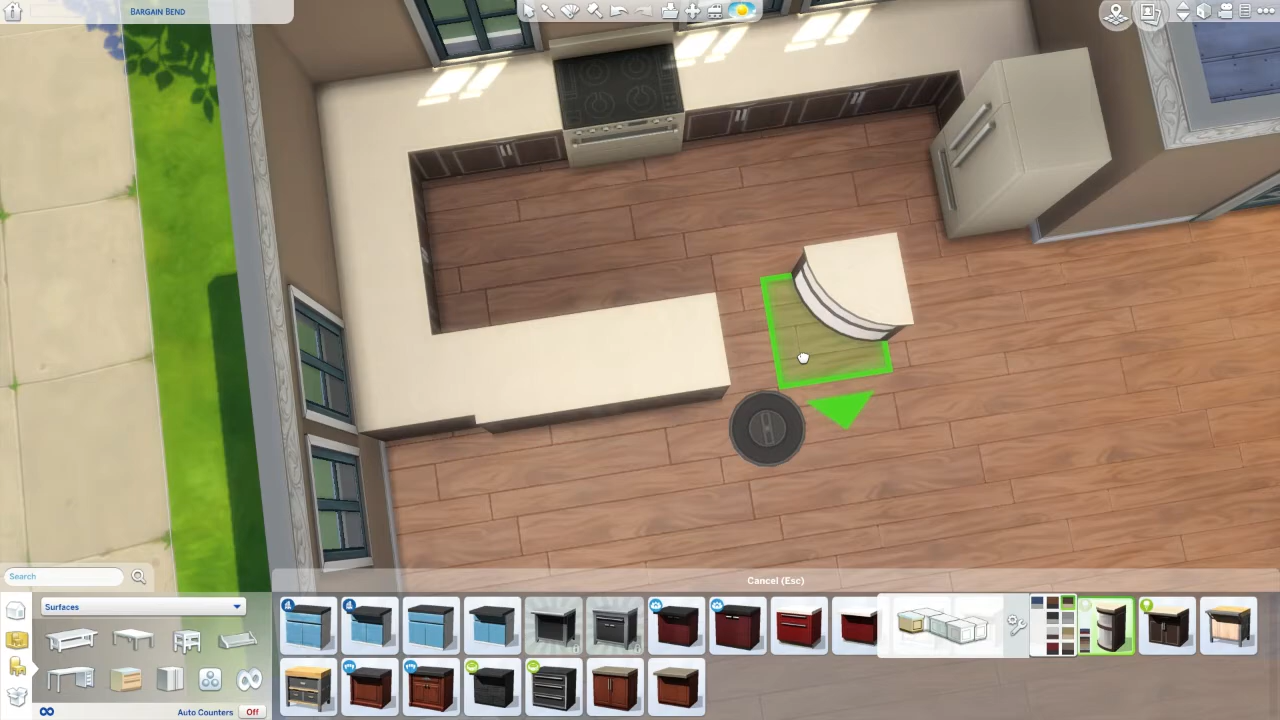 BARGAIN BEND
Cancel (Esc)
Search
Surfaces
Auto Counters Off